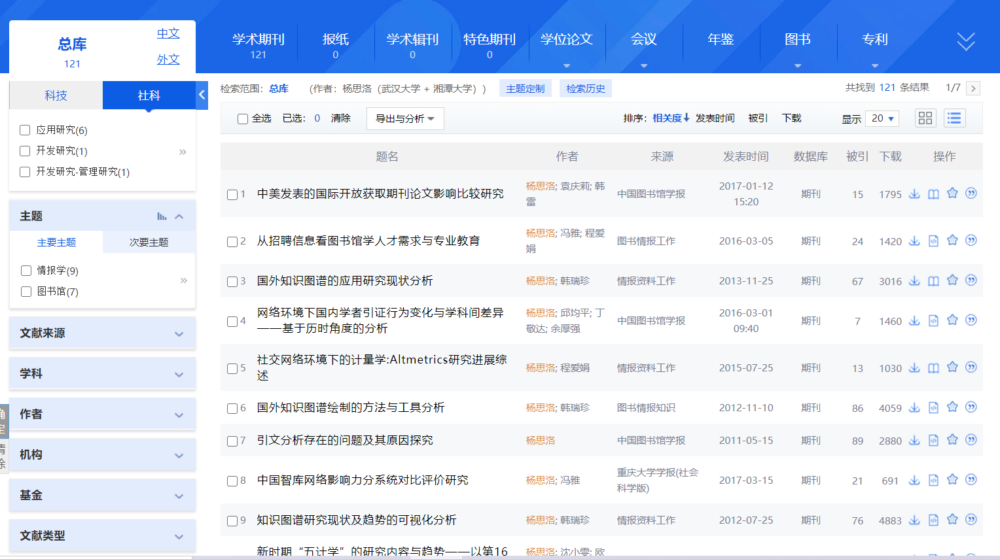 总库
121
中文
外文
学术期刊
121
报纸
0
学术辑刊
0
特色期刊
0
学位论文
会议
年鉴
图书
专利
科技
社科
应用研究(6)
开发研究(1)
开发研究-管理研究(1)
主题
主要主题
次要主题
情报学(9)
图书馆(7)
文献来源
学科
作者
机构
基金
文献类型
检索范围: 总库 (作者: 杨思洛 (武汉大学 + 湘潭大学) ) 主题定制 检索历史
共找到 121 条结果 1/7
全选 已选: 0 清除 导出与分析
排序: 相关度 发表时间 被引 下载 显示 20
题名 作者 来源 发表时间 数据库 被引 下载 操作
1 中美发表的国际开放获取期刊论文影响比较研究 杨思洛; 袁庆莉; 韩 中国图书馆学报 2017-01-12 期刊 15 1795
雷 15:20
2 从招聘信息看图书馆学人才需求与专业教育 杨思洛; 冯雅; 程爱 图书情报工作 2016-03-05 期刊 24 1420
娟
3 国外知识图谱的应用研究现状分析 杨思洛; 韩瑞珍 情报资料工作 2013-11-25 期刊 67 3016
4 网络环境下国内学者引证行为变化与学科间差异 杨思洛; 邱均平; 丁 中国图书馆学报 2016-03-01 期刊 7 1460
——基于历时角度的分析 敬达; 余厚强 09:40
5 社交网络环境下的计量学:Altmetrics研究进展综 杨思洛; 程爱娟 情报资料工作 2015-07-25 期刊 13 1030
述
6 国外知识图谱绘制的方法与工具分析 杨思洛; 韩瑞珍 图书情报知识 2012-11-10 期刊 86 4059
7 引文分析存在的问题及其原因探究 杨思洛 中国图书馆学报 2011-05-15 期刊 89 2880
8 中国智库网络影响力分系统对比评价研究 杨思洛; 冯雅 重庆大学学报(社会 2017-03-15 期刊 21 691
科学版)
9 知识图谱研究现状及趋势的可视化分析 杨思洛; 韩瑞珍 情报资料工作 2012-07-25 期刊 76 4883
新时期“五计学”的研究内容与趋势——以第16 杨思洛; 沈小雯; 欧